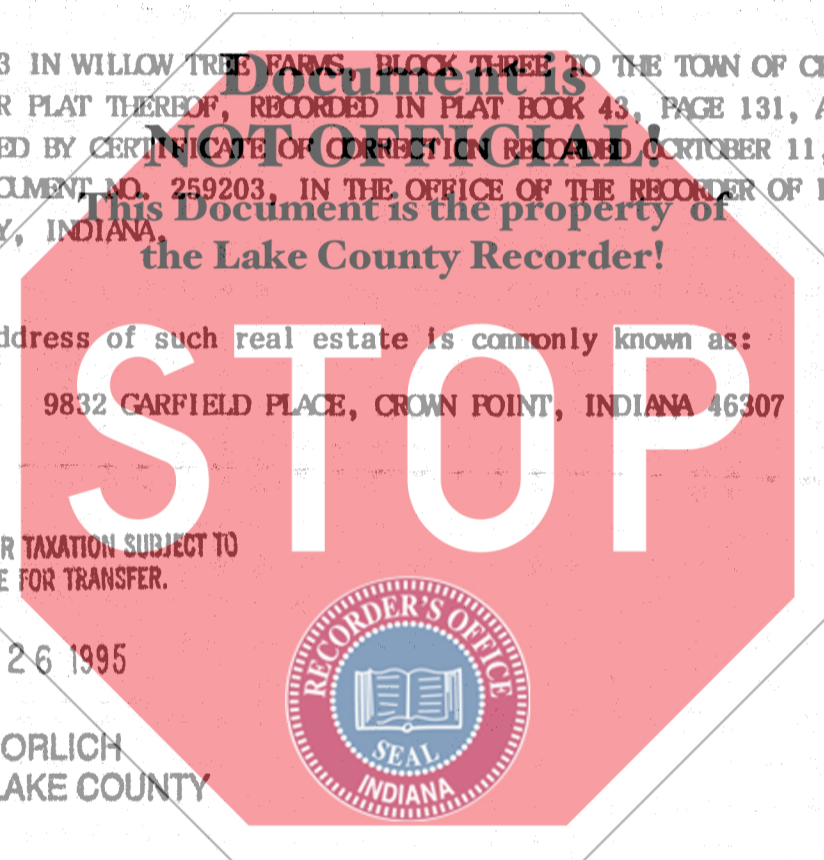 3 IN WILLOW TREE FARMS, BLOCK THREE TO THE TOWN OF
Document is
R PLAT THEREOF, RECORDED IN PLAT BOOK 43, PAGE 131, A
NOT OFFICIAL!
ED BY CERTIFICATE OF CORRECTION RECORDED 11,
CUMENT NO. 259203, IN THE OFFICE OF THE RECORDER OF
This Document is the property of
Y, INDIANA.
the Lake County Recorder!
ddress of such real estate is commonly known as:
STOP
9832 GARFIELD PLACE, CROWN POINT, INDIANA 46307
R TAXATION SUBJECT TO
E FOR TRANSFER.
26 1995
ORLICH
LAKE COUNTY
RECORDER'S OFFICE
SEAL
INDIANA